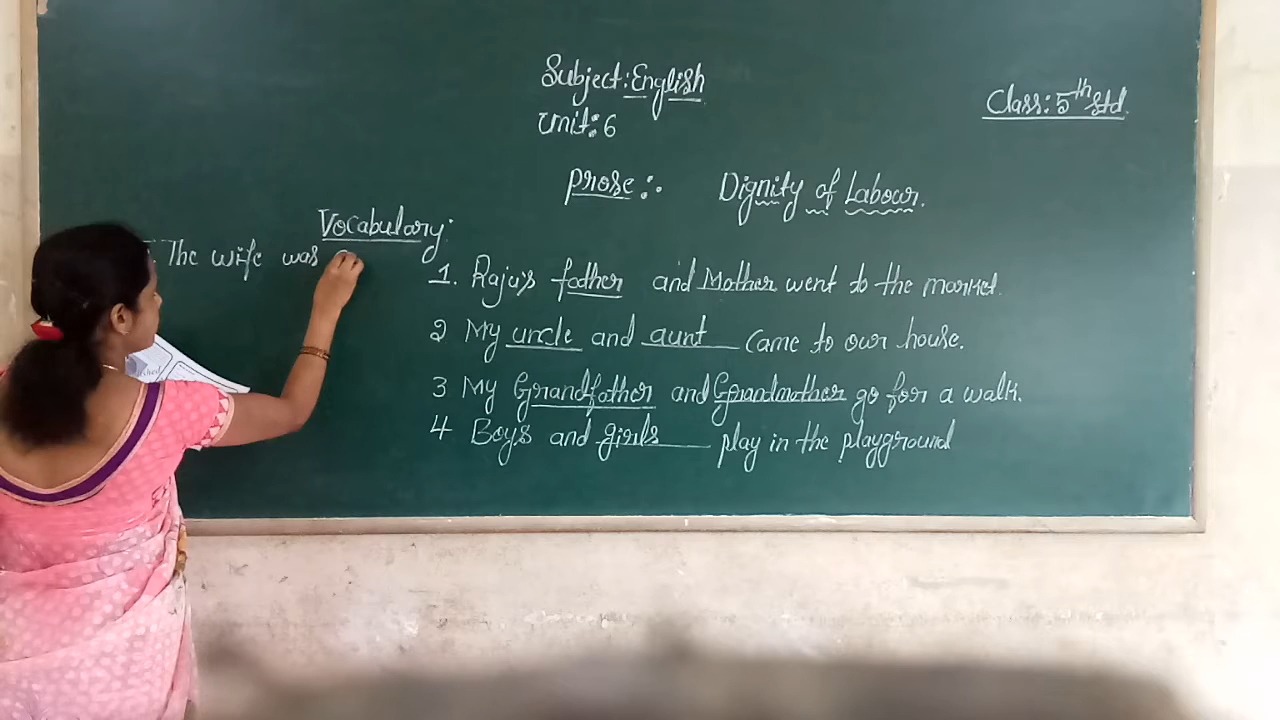 Subject: English
Class: 5th Std
Unit: 6
Prose :. Dignity of Labour.
Vocabulary:
The wife was
1. Raju's father and Mother went to the market.
2 My uncle and aunt came to our house.
3 My Grandfather and Grandmother go for a walk.
4 Boys and girls play in the playground